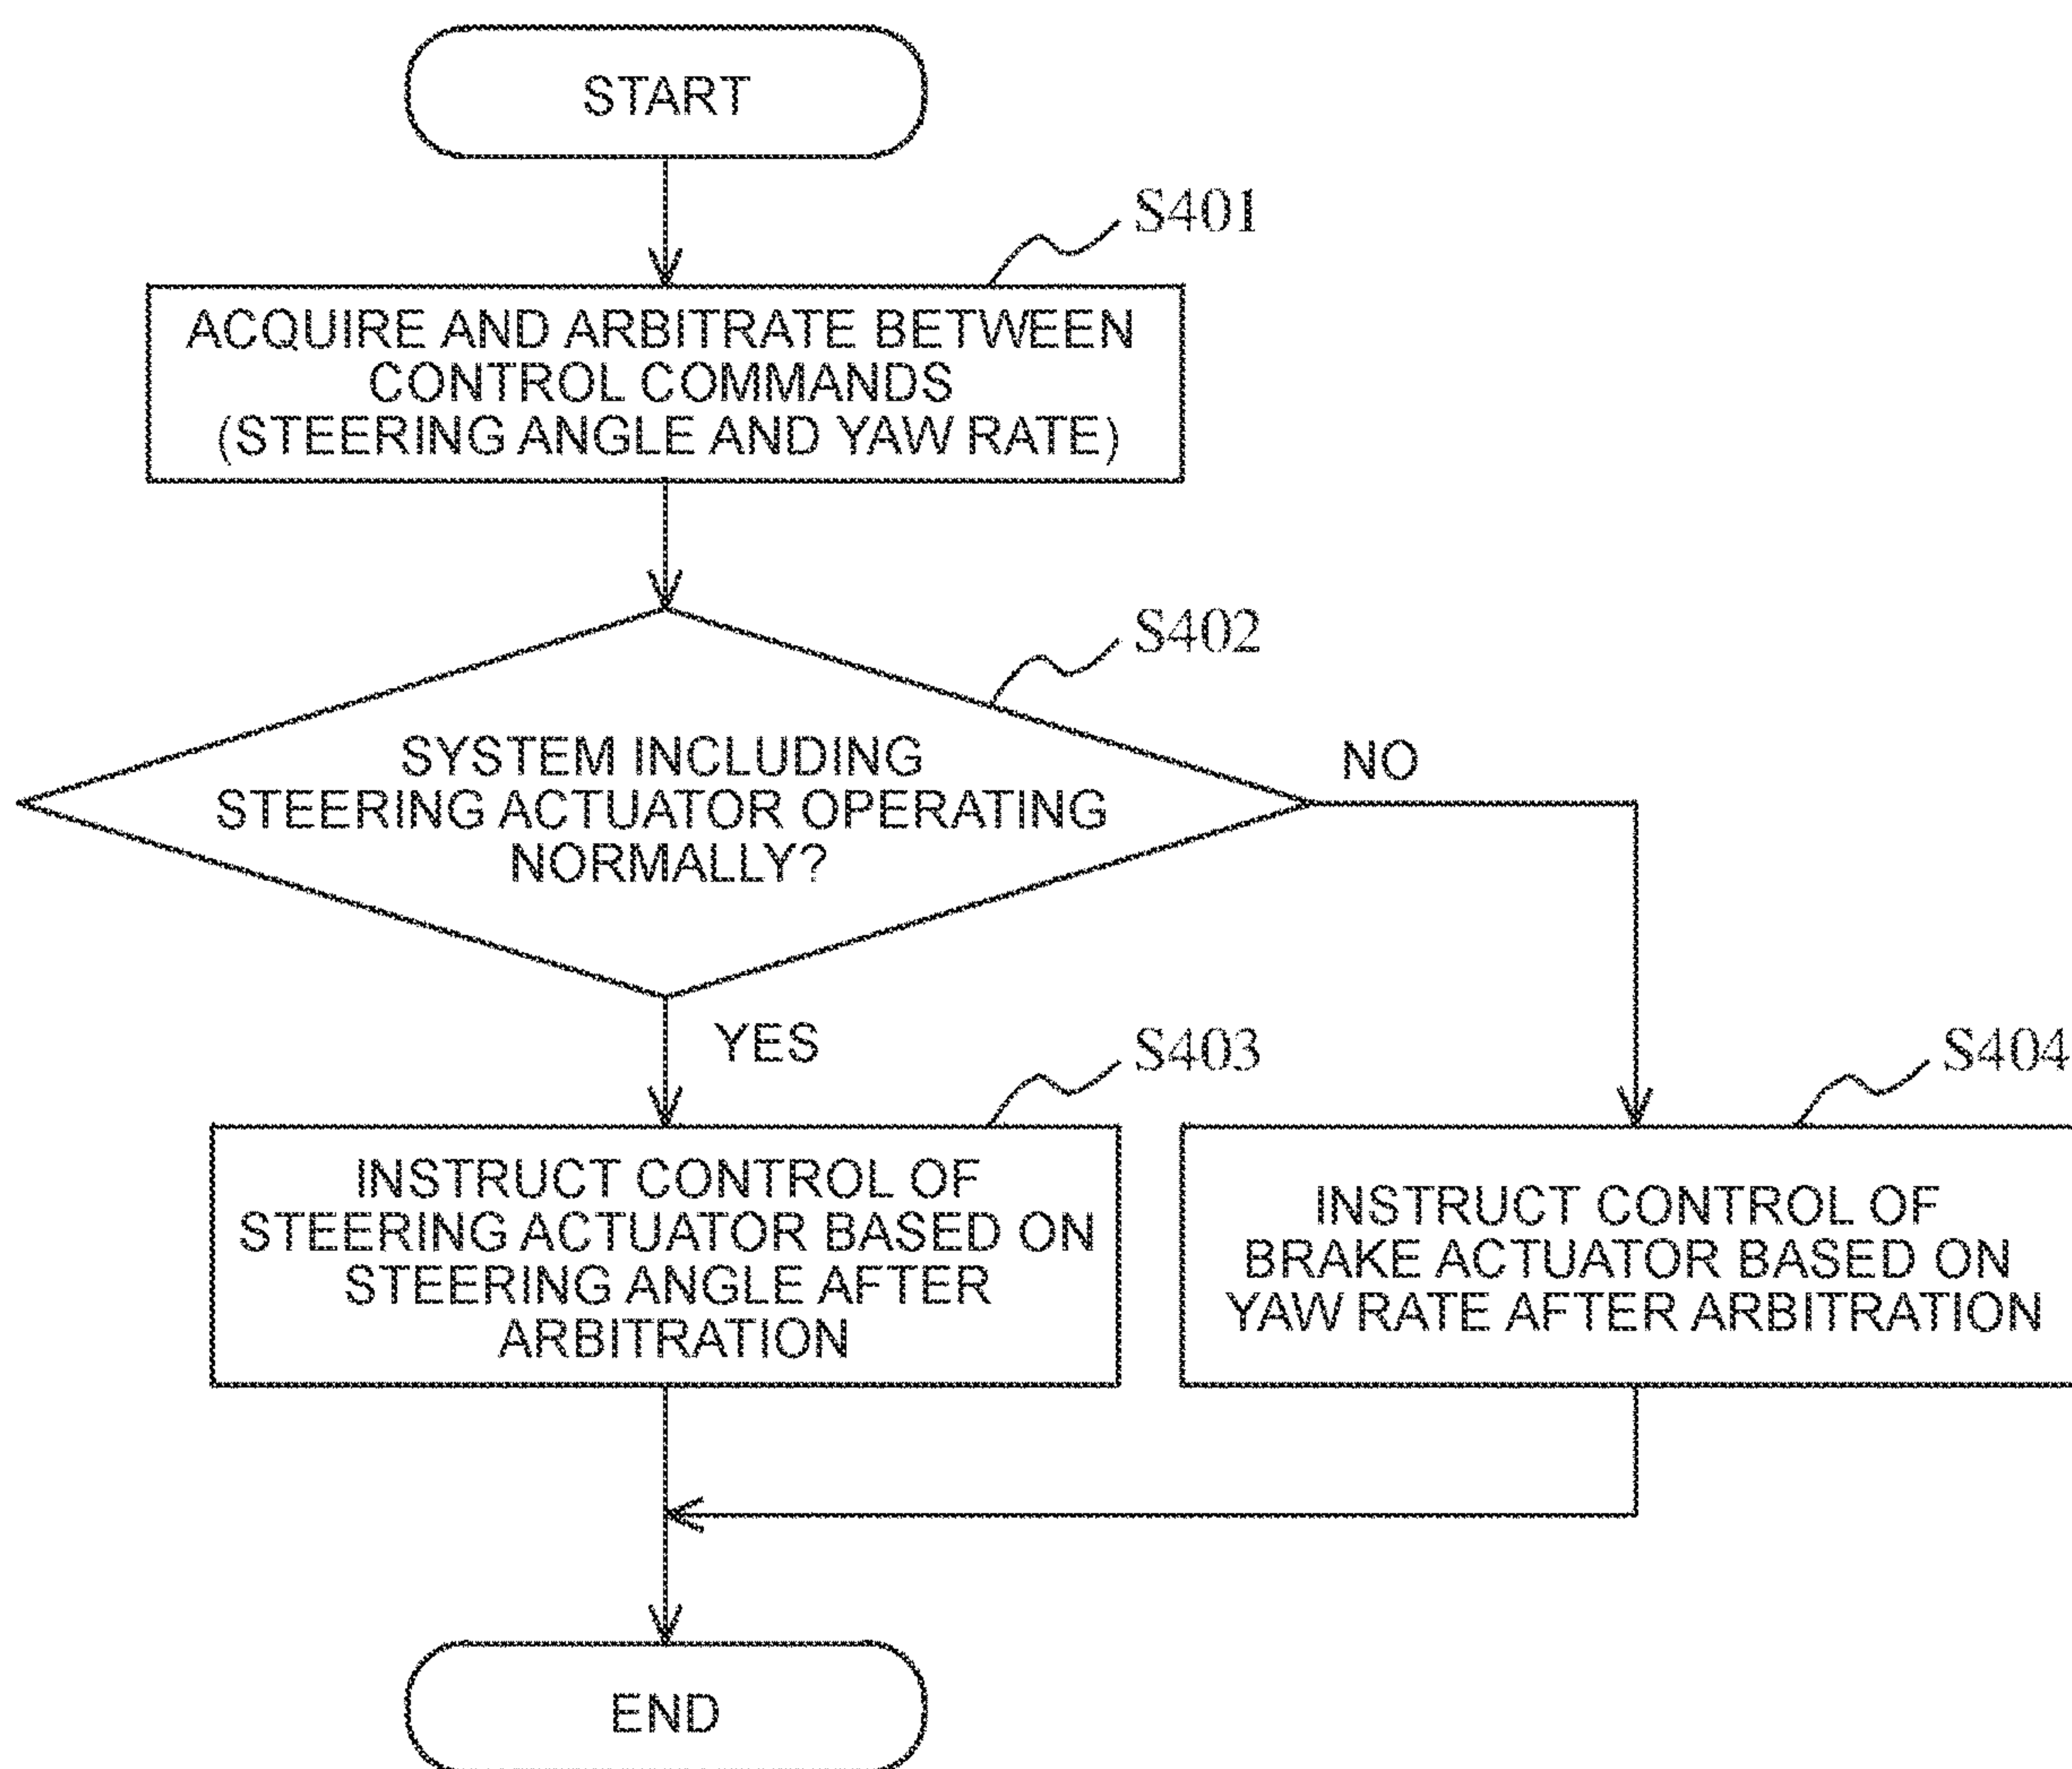 START
S401
ACQUIRE AND ARBITRATE BETWEEN
CONTROL COMMANDS
(STEERING ANGLE AND YAW RATE)
S402
SYSTEM INCLUDING
STEERING ACTUATOR OPERATING
NORMALLY?
NO
YES
S403
INSTRUCT CONTROL OF
STEERING ACTUATOR BASED ON
STEERING ANGLE AFTER
ARBITRATION
S404
INSTRUCT CONTROL OF
BRAKE ACTUATOR BASED ON
YAW RATE AFTER ARBITRATION
END